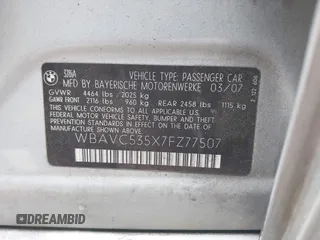 BMW
328iA
VEHICLE TYPE: PASSENGER CAR
MFD BY BAYERISCHE MOTORENWERKE 03/07
GVWR 4464 lbs 2025 kg
GAWR FRONT 2116 lbs 960 kg REAR 2458 lbs 1115 kg
THIS VEHICLE CONFORMS TO ALL APPLICABLE
FEDERAL MOTOR VEHICLE SAFETY, BUMPER,
AND THEFT PREVENTION STANDARDS IN EFFECT
ON THE DATE OF MANUFACTURE SHOWN ABOVE.
WBAVC535X7FZ77507
DREAMBID